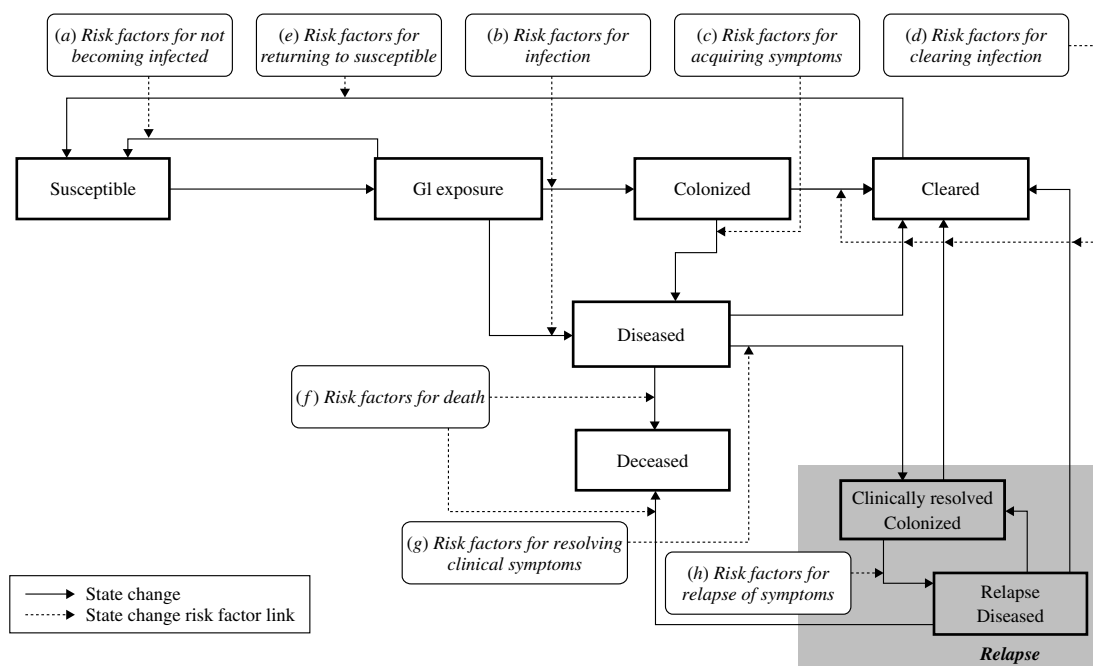 (a) Risk factors for not
becoming infected
(e) Risk factors for
returning to susceptible
(b) Risk factors for
infection
(c) Risk factors for
acquiring symptoms
(d) Risk factors for
clearing infection
Susceptible
GI exposure
Colonized
Cleared
Diseased
(f) Risk factors for death
Deceased
(g) Risk factors for resolving
clinical symptoms
Clinically resolved
Colonized
(h) Risk factors for
relapse of symptoms
Relapse
Diseased
Relapse
State change
State change risk factor link